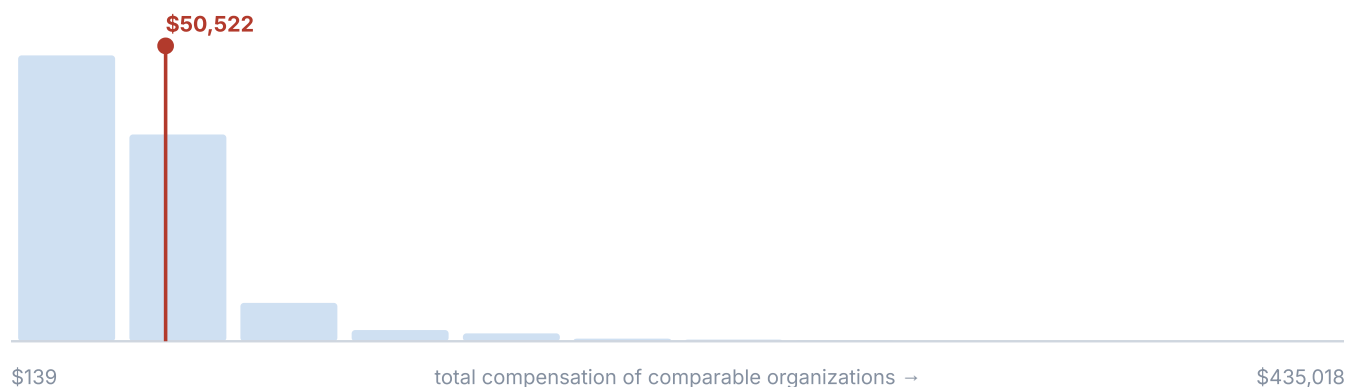 $50,522
$139 total compensation of comparable organizations → $435,018